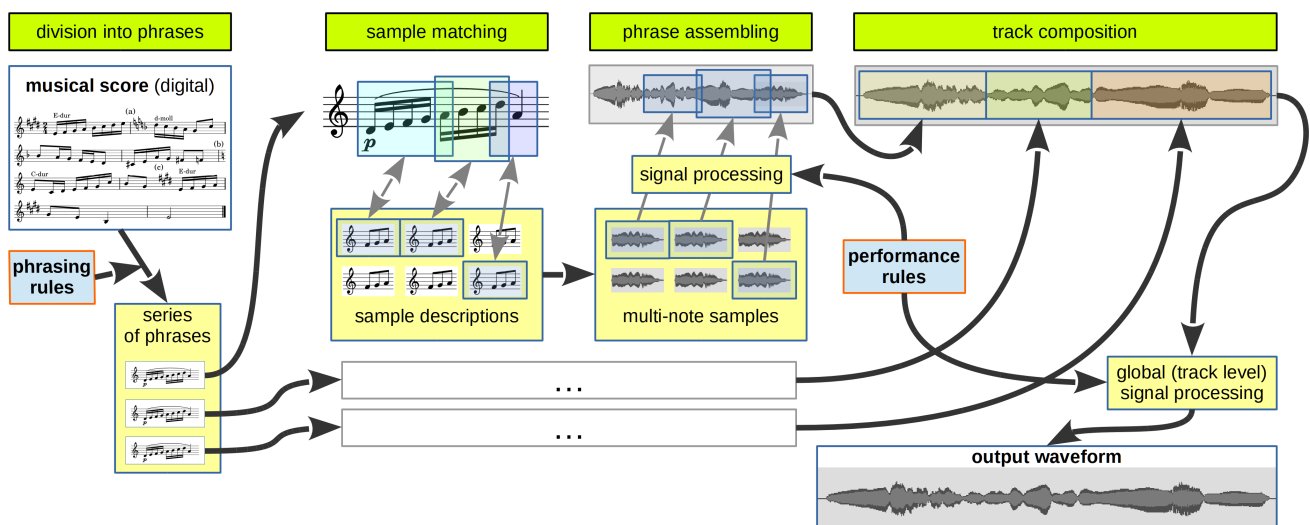 division into phrases
sample matching
phrase assembling
track composition
musical score (digital)
E-dur
(a)
d-moll
(b)
C-dur
(c)
E-dur
p
phrasing
rules
series
of phrases
p
p
p
sample descriptions
signal processing
multi-note samples
performance
rules
...
...
global (track level)
signal processing
output waveform